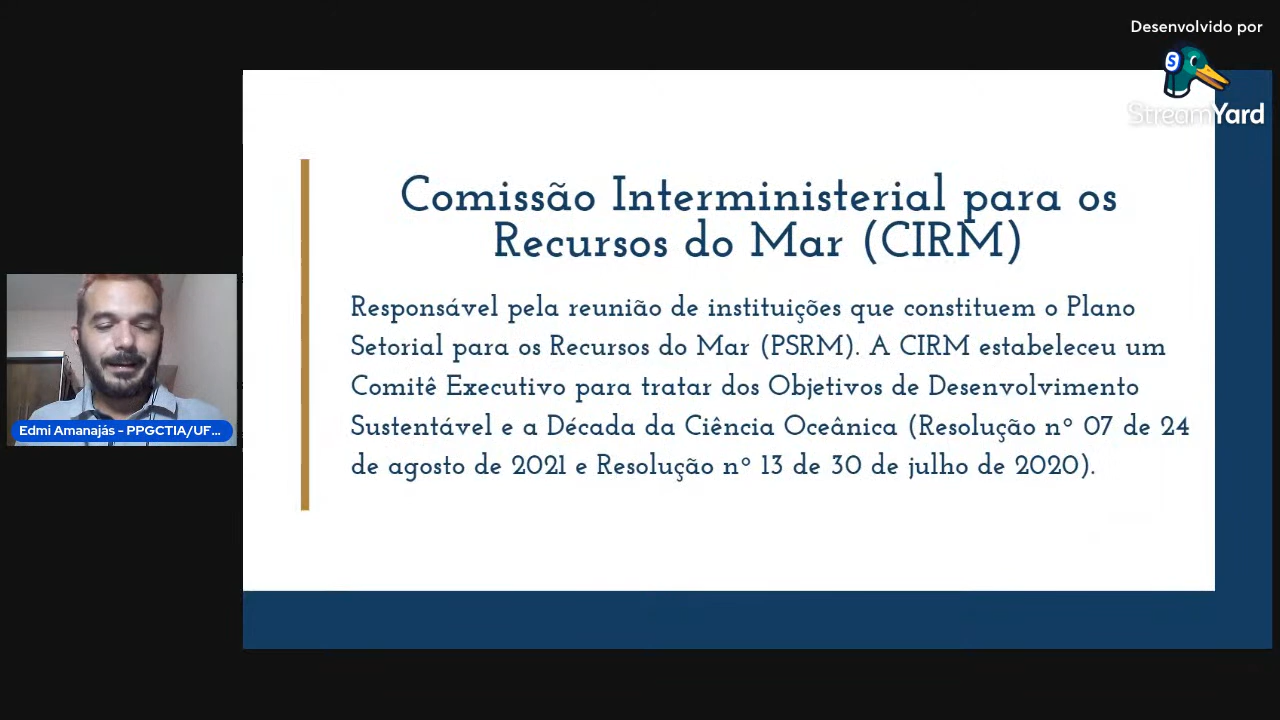 Desenvolvido por
StreamYard
Comissão Interministerial para os
Recursos do Mar (CIRM)
Responsável pela reunião de instituições que constituem o Plano
Setorial para os Recursos do Mar (PSRM). A CIRM estabeleceu um
Comitê Executivo para tratar dos Objetivos de Desenvolvimento
Sustentável e a Década da Ciência Oceânica (Resolução nº 07 de 24
de agosto de 2021 e Resolução nº 13 de 30 de julho de 2020).
Edmi Amanajás - PPGCTIA/UF...